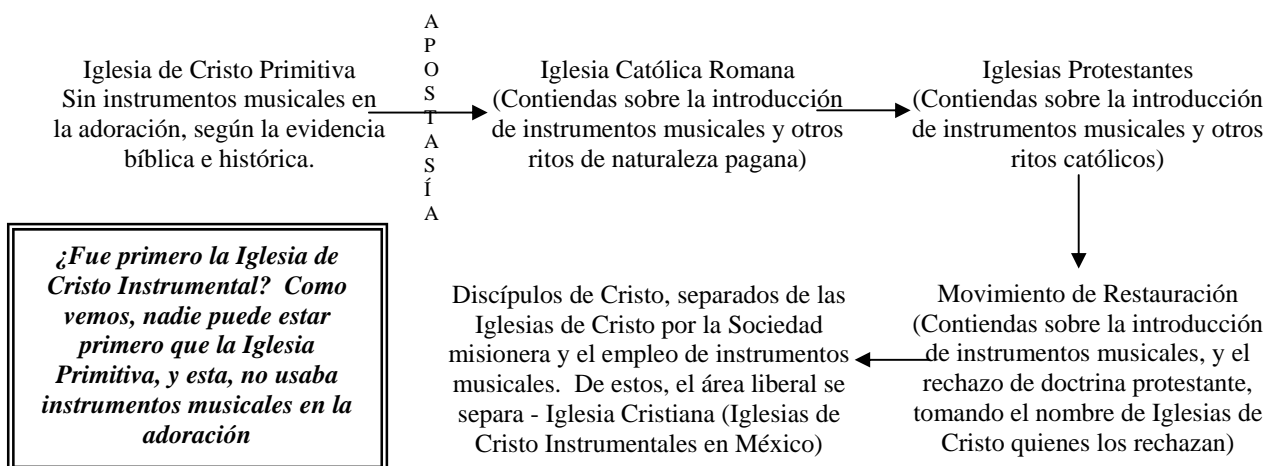 Iglesia de Cristo Primitiva
Sin instrumentos musicales en
la adoración, según la evidencia
bíblica e histórica.
A
P
O
S
T
A
S
Í
A
Iglesia Católica Romana
(Contiendas sobre la introducción
de instrumentos musicales y otros
ritos de naturaleza pagana)
Iglesias Protestantes
(Contiendas sobre la introducción
de instrumentos musicales y otros
ritos católicos)
Movimiento de Restauración
(Contiendas sobre la introducción
de instrumentos musicales, y el
rechazo de doctrina protestante,
tomando el nombre de Iglesias de
Cristo quienes los rechazan)
Discípulos de Cristo, separados de las
Iglesias de Cristo por la Sociedad
misionera y el empleo de instrumentos
musicales. De estos, el área liberal se
separa - Iglesia Cristiana (Iglesias de
Cristo Instrumentales en México)
¿Fue primero la Iglesia de
Cristo Instrumental? Como
vemos, nadie puede estar
primero que la Iglesia
Primitiva, y esta, no usaba
instrumentos musicales en la
adoración